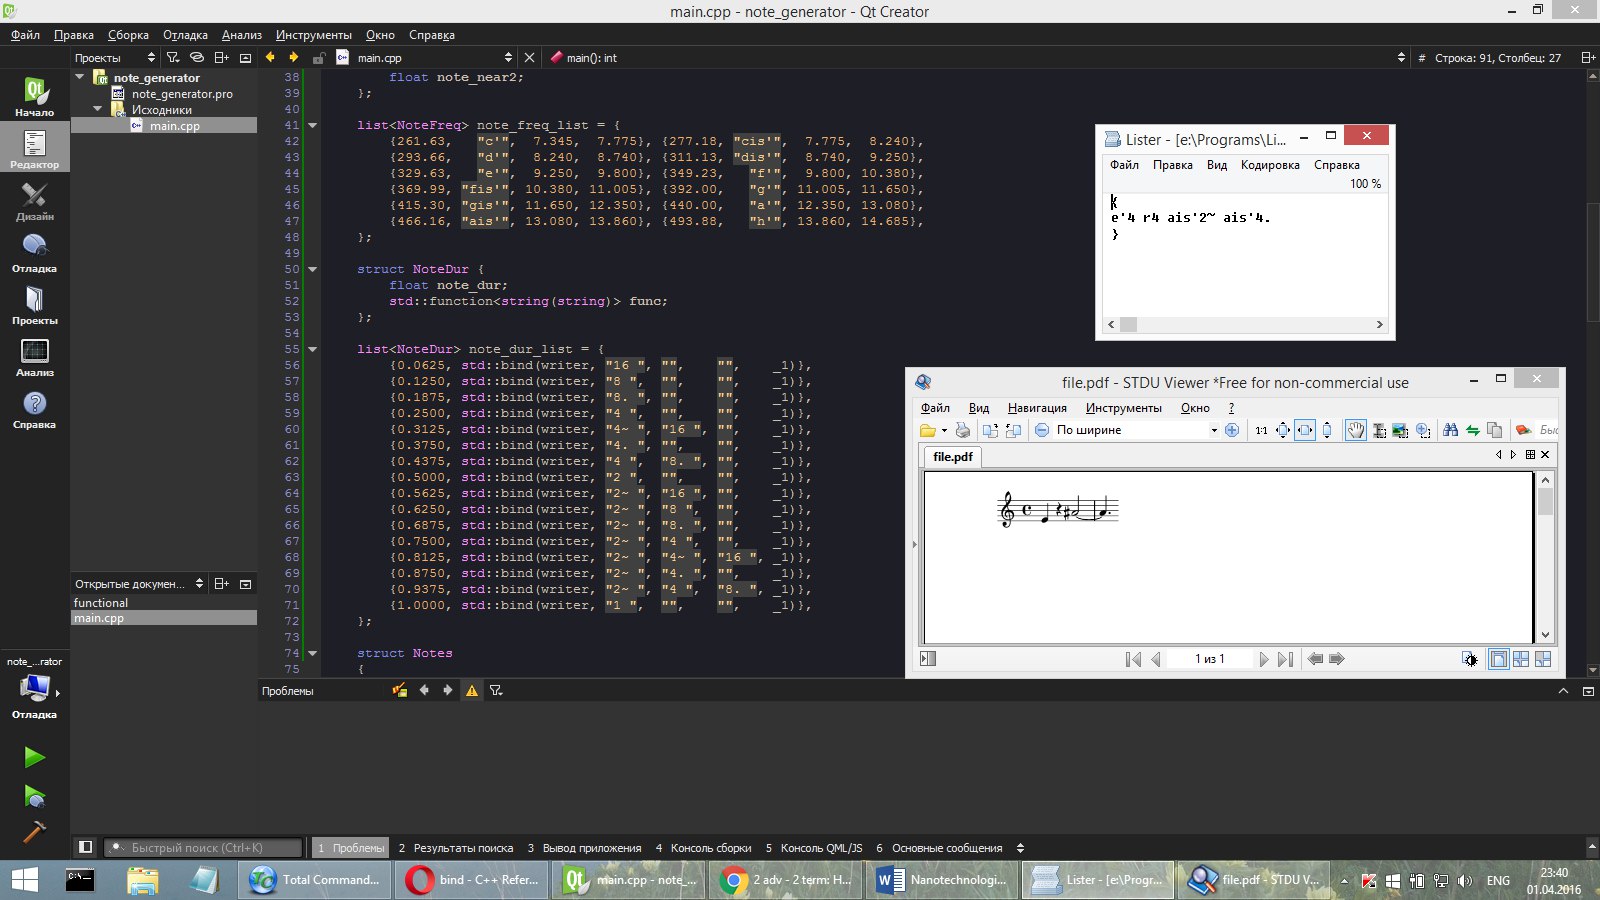 main.cpp - note_generator - Qt Creator
Файл Правка Сборка Отладка Анализ Инструменты Окно Справка
Проекты
main.cpp
main(): int
# Строка: 91, Столбец: 27
note_generator
note_generator.pro
Исходники
main.cpp
Начало
Редактор
Дизайн
Отладка
Проекты
Анализ
Справка
38 float note_near2;
39 };
40
41 list<NoteFreq> note_freq_list = {
42 {261.63, "c'", 7.345, 7.775}, {277.18, "cis'", 7.775, 8.240},
43 {293.66, "d'", 8.240, 8.740}, {311.13, "dis'", 8.740, 9.250},
44 {329.63, "e'", 9.250, 9.800}, {349.23, "f'", 9.800, 10.380},
45 {369.99, "fis'", 10.380, 11.005}, {392.00, "g'", 11.005, 11.650},
46 {415.30, "gis'", 11.650, 12.350}, {440.00, "a'", 12.350, 13.080},
47 {466.16, "ais'", 13.080, 13.860}, {493.88, "h'", 13.860, 14.685},
48 };
49
50 struct NoteDur {
51 float note_dur;
52 std::function<string(string)> func;
53 };
54
55 list<NoteDur> note_dur_list = {
56 {0.0625, std::bind(writer, "16 ", "", "", _1)},
57 {0.1250, std::bind(writer, "8 ", "", "", _1)},
58 {0.1875, std::bind(writer, "8. ", "", "", _1)},
59 {0.2500, std::bind(writer, "4 ", "", "", _1)},
60 {0.3125, std::bind(writer, "4~ ", "16 ", "", _1)},
61 {0.3750, std::bind(writer, "4. ", "", "", _1)},
62 {0.4375, std::bind(writer, "4 ", "8. ", "", _1)},
63 {0.5000, std::bind(writer, "2 ", "", "", _1)},
64 {0.5625, std::bind(writer, "2~ ", "16 ", "", _1)},
65 {0.6250, std::bind(writer, "2~ ", "8 ", "", _1)},
66 {0.6875, std::bind(writer, "2~ ", "8. ", "", _1)},
67 {0.7500, std::bind(writer, "2~ ", "4 ", "", _1)},
68 {0.8125, std::bind(writer, "2~ ", "4~ ", "16 ", _1)},
69 {0.8750, std::bind(writer, "2~ ", "4. ", "", _1)},
70 {0.9375, std::bind(writer, "2~ ", "4 ", "8. ", _1)},
71 {1.0000, std::bind(writer, "1 ", "", "", _1)},
72 };
73
74 struct Notes
75 {
Lister - [e:\Programs\Li...
Файл Правка Вид Кодировка Справка
100 %
{
e'4 r4 ais'2~ ais'4.
}
file.pdf - STDU Viewer *Free for non-commercial use
Файл Вид Навигация Инструменты Окно ?
По ширине
1:1
Быс
file.pdf
1 из 1
Открытые докумен...
functional
main.cpp
note_...rator
Отладка
Проблемы
Быстрый поиск (Ctrl+K)
1 Проблемы 2 Результаты поиска 3 Вывод приложения 4 Консоль сборки 5 Консоль QML/JS 6 Основные сообщения
Total Command...
bind - C++ Refer...
main.cpp - note_...
2 adv - 2 term: H...
Nanotechnologi...
Lister - [e:\Progr...
file.pdf - STDU V...
ENG
23:40
01.04.2016